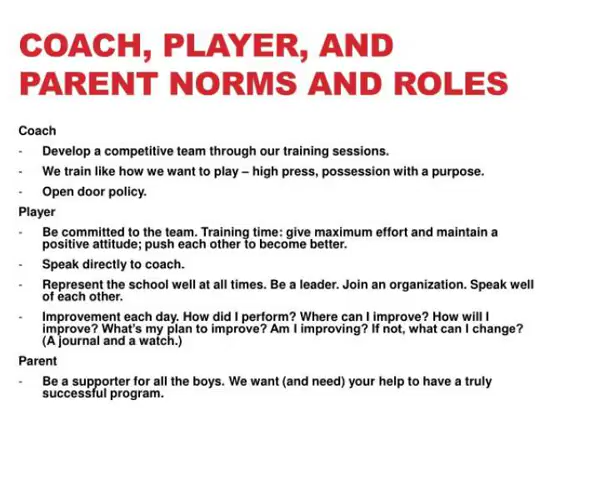 COACH, PLAYER, AND
PARENT NORMS AND ROLES
Coach
- Develop a competitive team through our training sessions.
- We train like how we want to play – high press, possession with a purpose.
- Open door policy.
Player
- Be committed to the team. Training time: give maximum effort and maintain a
positive attitude; push each other to become better.
- Speak directly to coach.
- Represent the school well at all times. Be a leader. Join an organization. Speak well
of each other.
- Improvement each day. How did I perform? Where can I improve? How will I
improve? What's my plan to improve? Am I improving? If not, what can I change?
(A journal and a watch.)
Parent
- Be a supporter for all the boys. We want (and need) your help to have a truly
successful program.